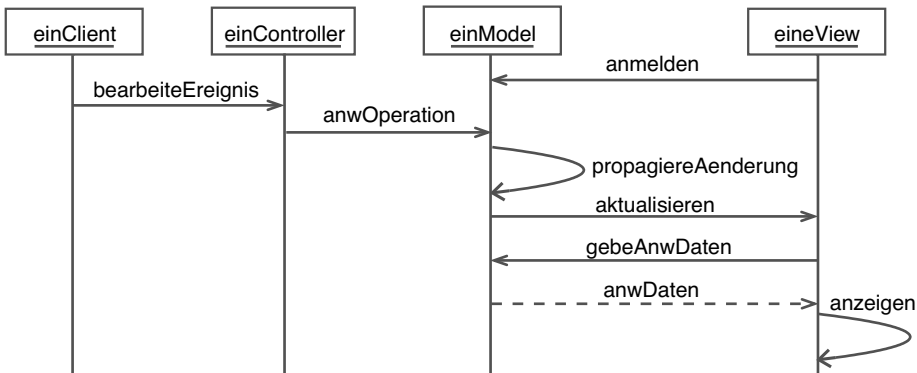 einClient
einController
einModel
eineView
anmelden
bearbeiteEreignis
anwOperation
propagiereAenderung
aktualisieren
gebeAnwDaten
anwDaten
anzeigen